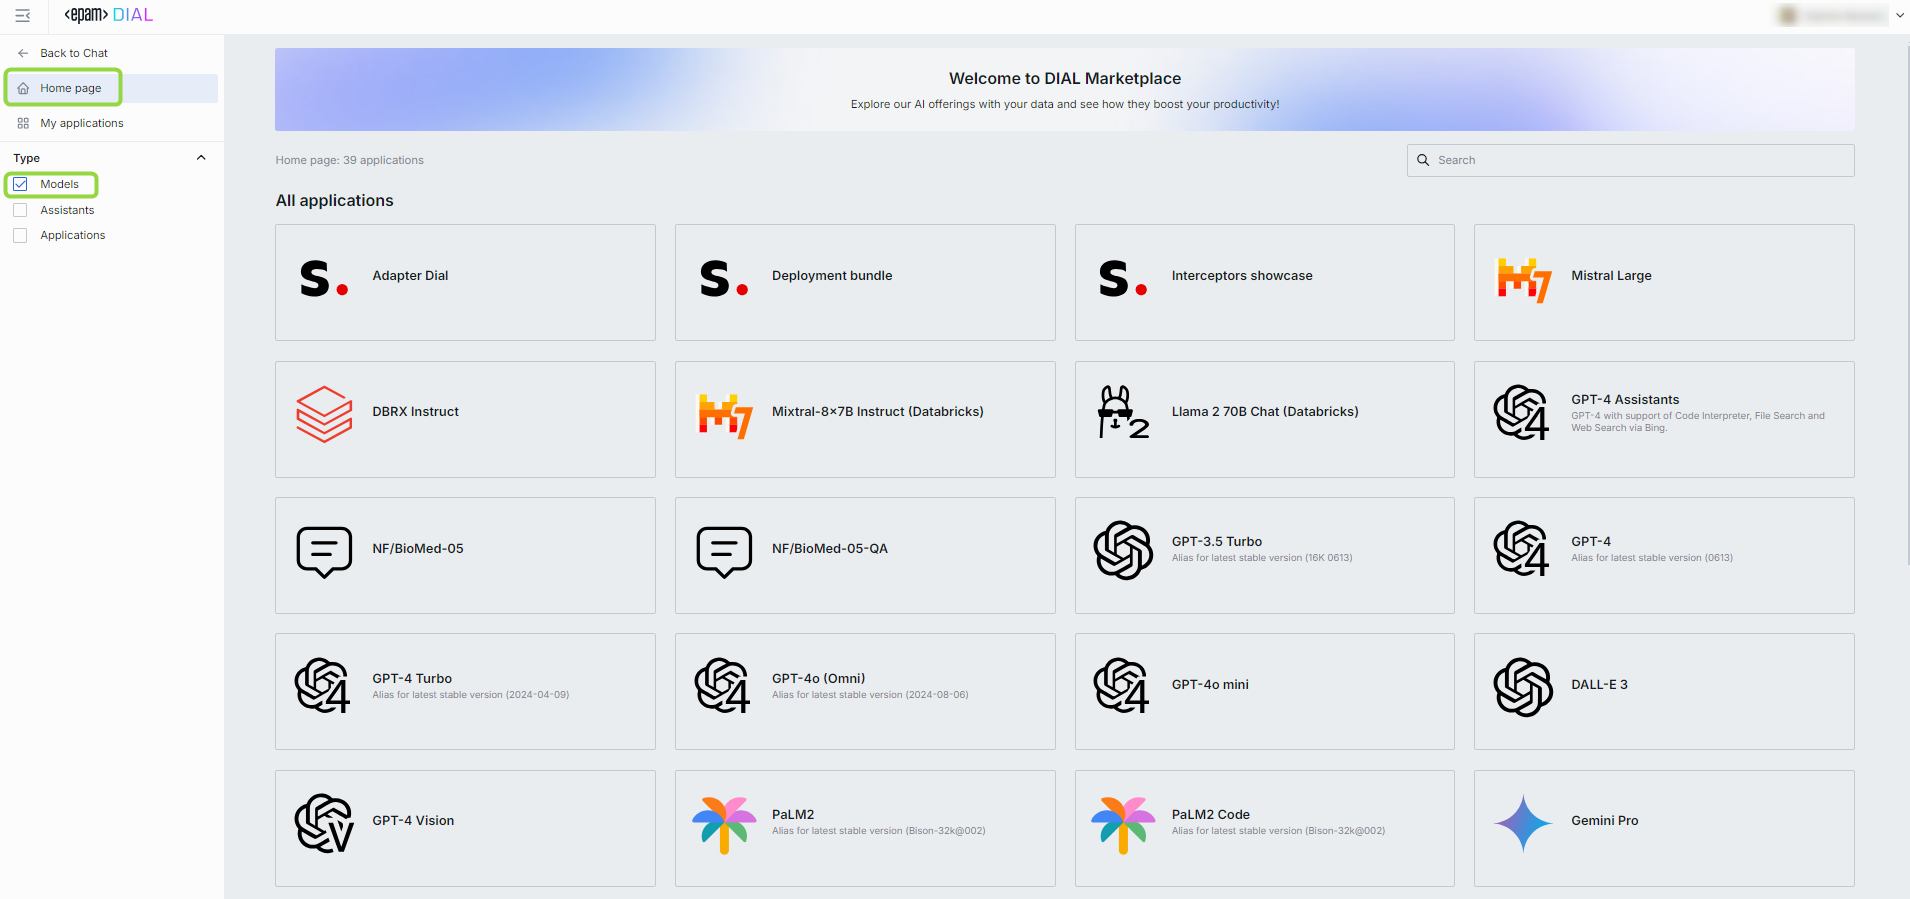 <epam> DIAL
Back to Chat
Home page
My applications
Type
Models
Assistants
Applications
Welcome to DIAL Marketplace
Explore our AI offerings with your data and see how they boost your productivity!
Home page: 39 applications
Search
All applications
S.
Adapter Dial
S.
Deployment bundle
S.
Interceptors showcase
7
Mistral Large
DBRX Instruct
7
Mixtral-8×7B Instruct (Databricks)
2
Llama 2 70B Chat (Databricks)
4
GPT-4 Assistants
GPT-4 with support of Code Interpreter, File Search and
Web Search via Bing.
NF/BioMed-05
NF/BioMed-05-QA
GPT-3.5 Turbo
Alias for latest stable version (16K 0613)
4
GPT-4
Alias for latest stable version (0613)
4
GPT-4 Turbo
Alias for latest stable version (2024-04-09)
4
GPT-4o (Omni)
Alias for latest stable version (2024-08-06)
4
GPT-4o mini
DALL-E 3
V
GPT-4 Vision
PaLM2
Alias for latest stable version (Bison-32k@002)
PaLM2 Code
Alias for latest stable version (Bison-32k@002)
Gemini Pro